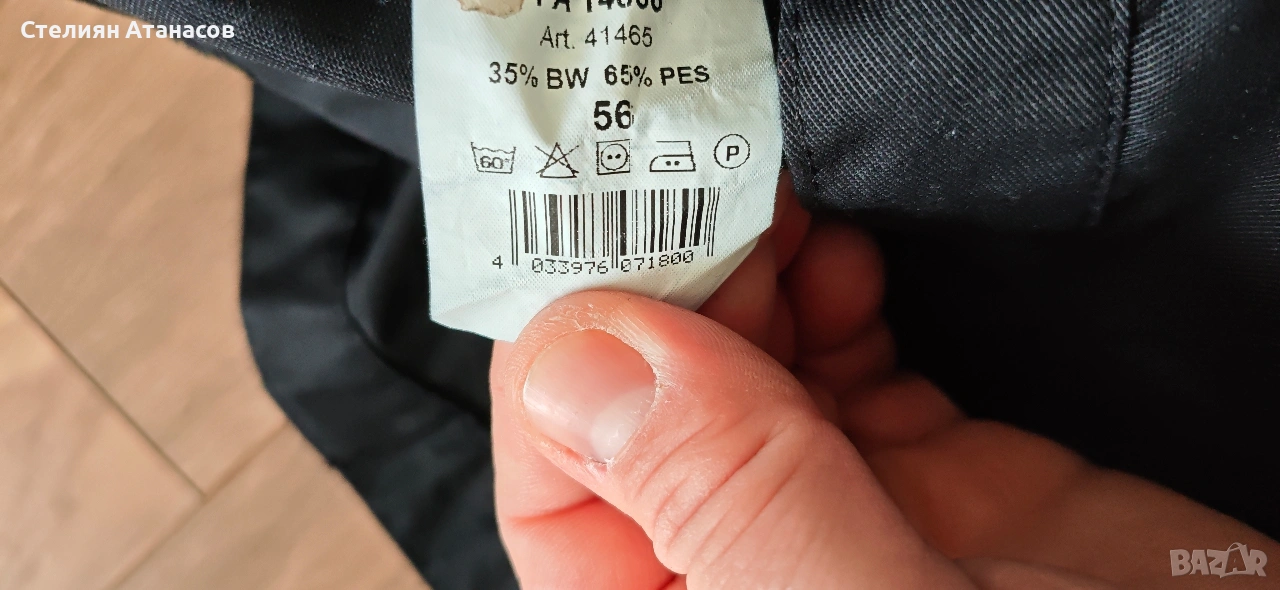 Стелиян Атанасов
Art. 41465
35% BW 65% PES
56
60°
P
4 033976 071800
BAZAR